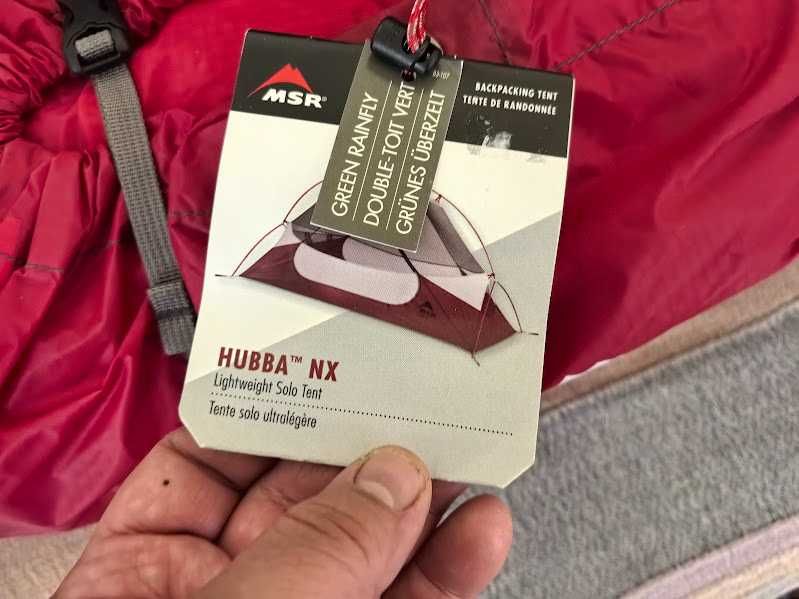 MSR®
BACKPACKING TENT
TENTE DE RANDONNÉE
GREEN RAINFLY
DOUBLE-TOIT VERT
GRÜNES ÜBERZELT
MSR
HUBBA™ NX
Lightweight Solo Tent
Tente solo ultralégère